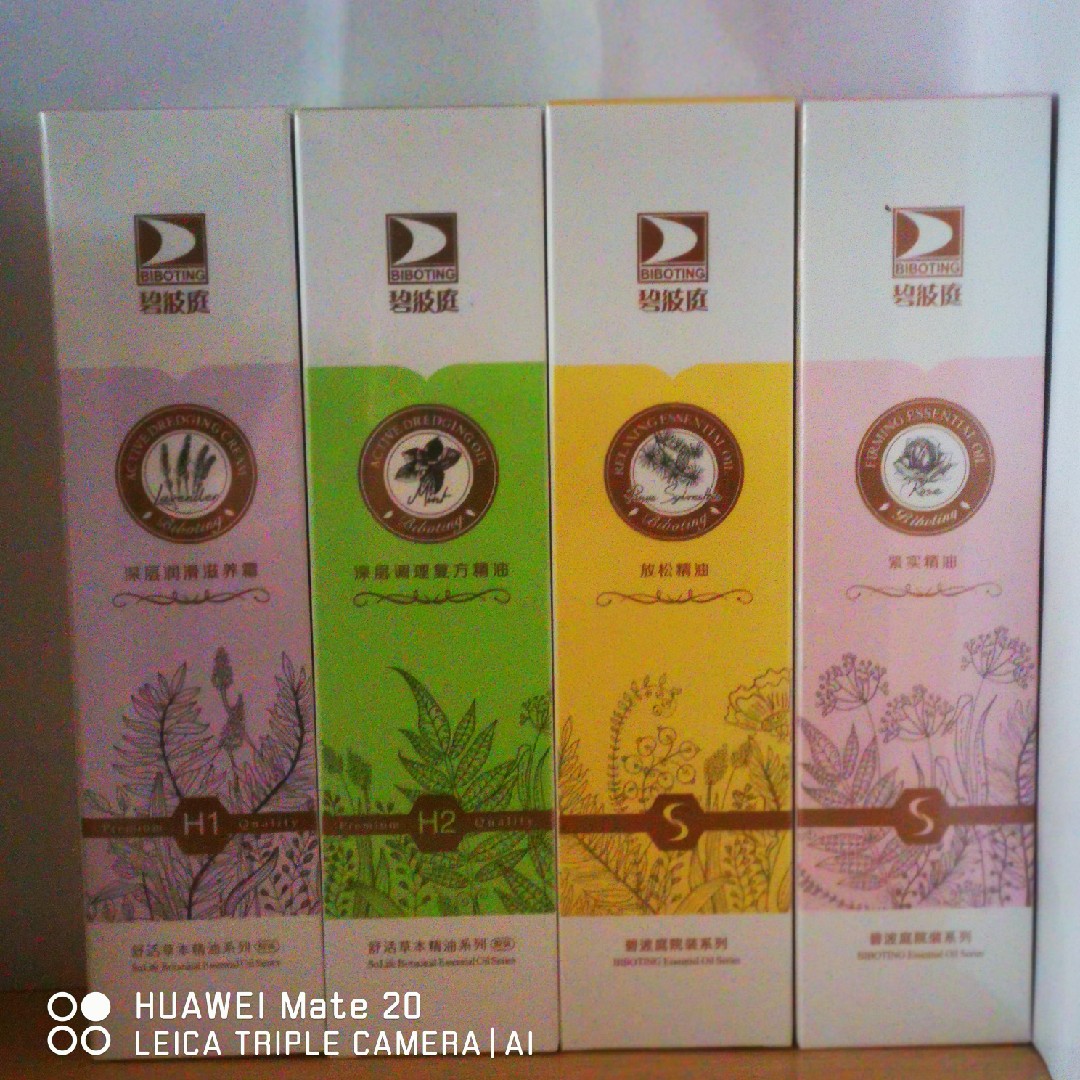 BIBOTING
碧波庭
ACTIVE DREDGING CREAM
Lavender
Biboting
深层润滑滋养霜
Premium H1 Quality
舒活草本精油系列
BIBOTING
碧波庭
ACTIVE DREDGING OIL
Mint
Biboting
深层调理复方精油
Premium H2 Quality
舒活草本精油系列
BIBOTING
碧波庭
RELAXING ESSENTIAL OIL
Biboting
放松精油
S
碧波庭院装系列
BIBOTING Essential Oil Series
BIBOTING
碧波庭
FIRMING ESSENTIAL OIL
Rose
Biboting
紧实精油
S
碧波庭院装系列
BIBOTING Essential Oil Series
HUAWEI Mate 20
LEICA TRIPLE CAMERA | AI